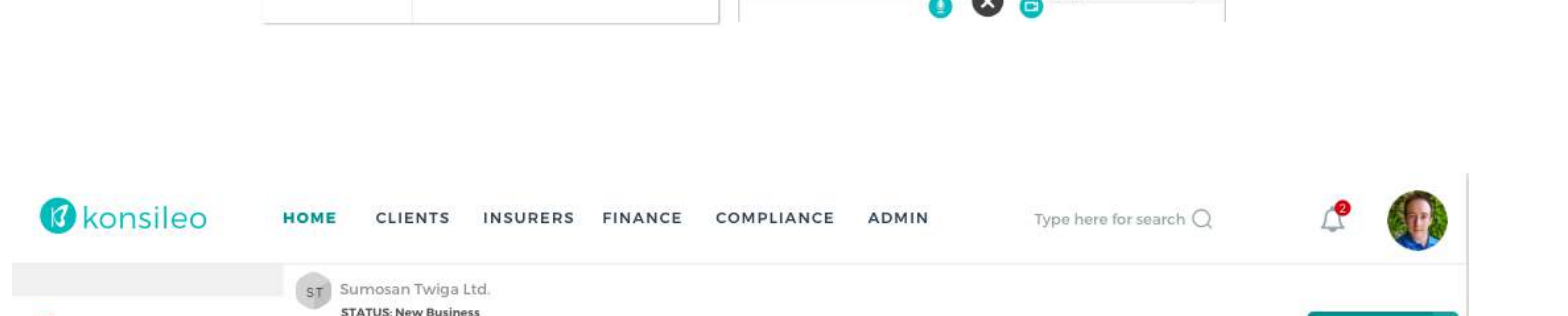 konsileo HOME CLIENTS INSURERS FINANCE COMPLIANCE ADMIN Type here for search 2
ST Sumosan Twiga Ltd.
STATUS: New Business